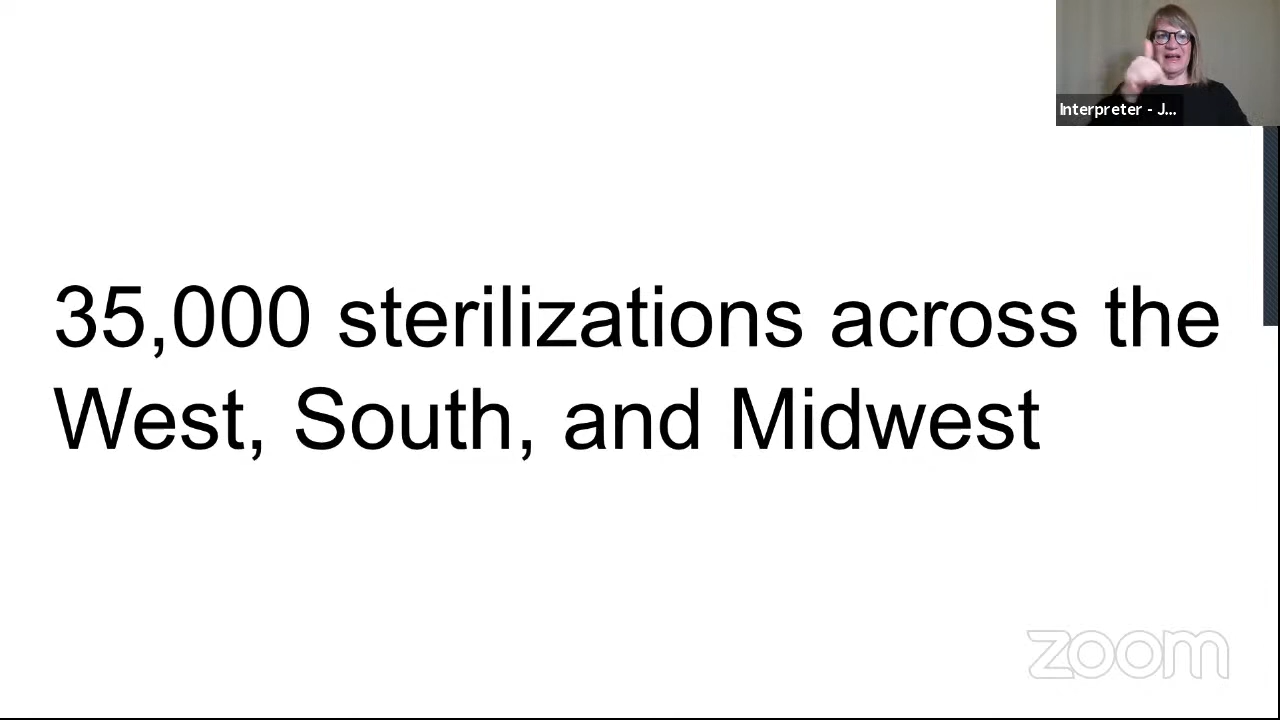 Interpreter - J...
35,000 sterilizations across the
West, South, and Midwest
zoom